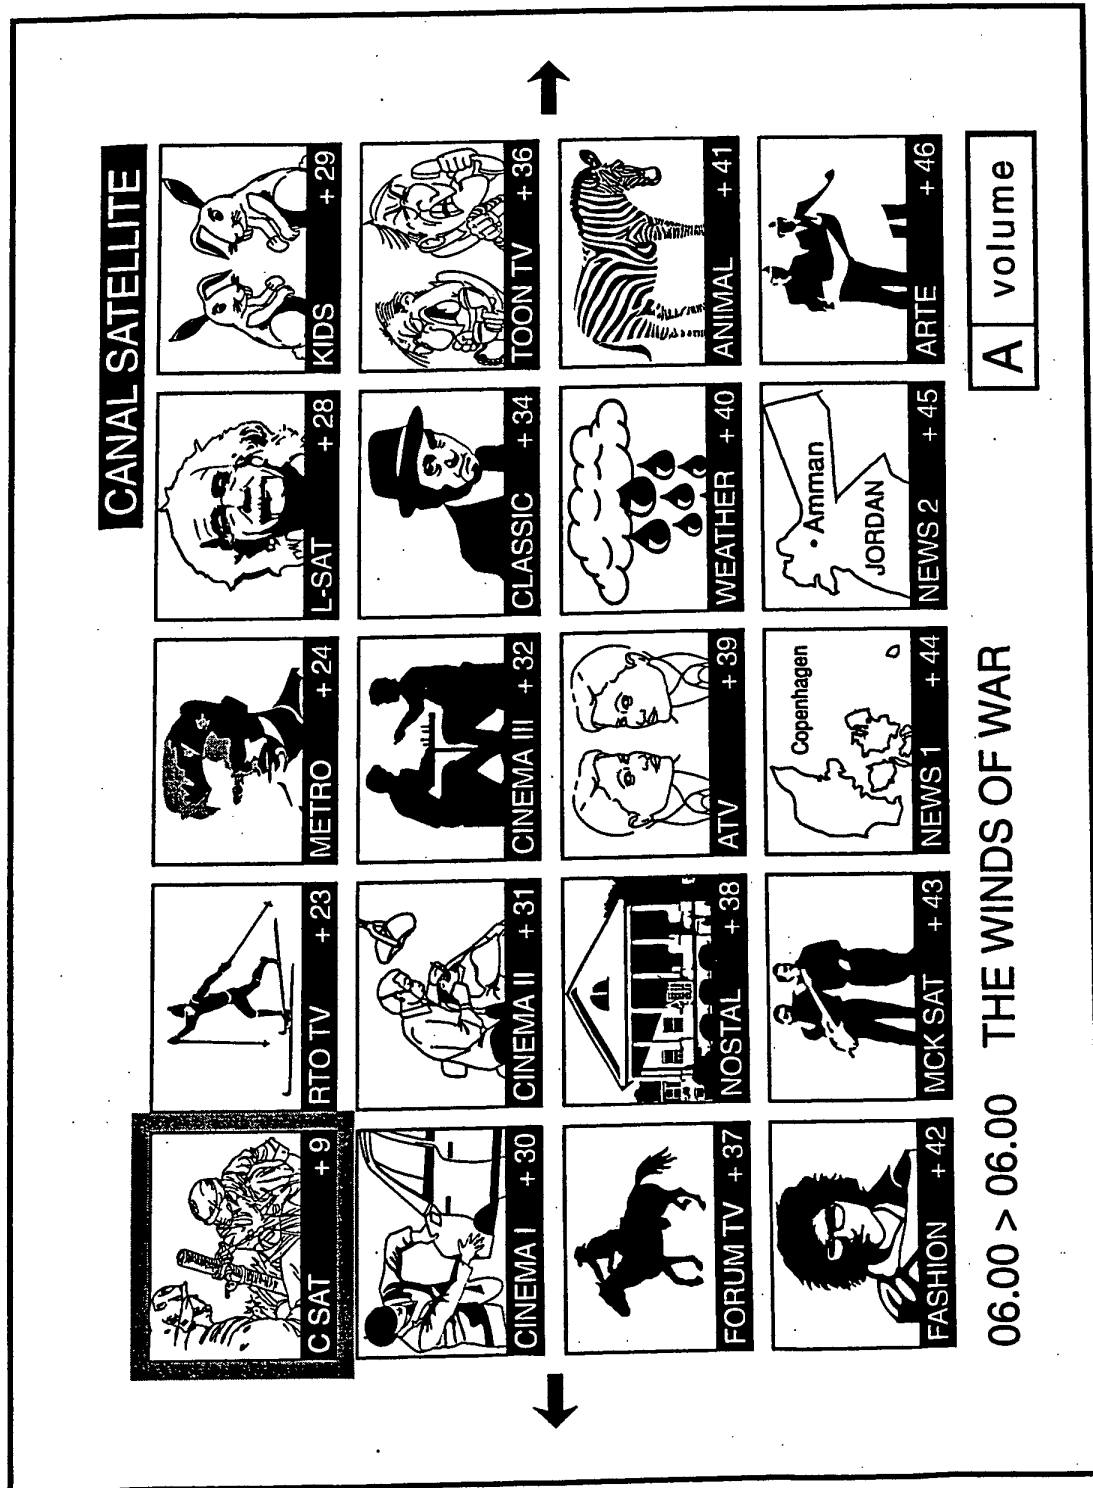 CANAL SATELLITE
C SAT +9
RTO TV +23
METRO +24
L-SAT +28
KIDS +29
CINEMA I +30
CINEMA II +31
CINEMA III +32
CLASSIC +34
TOON TV +36
FORUM TV +37
NOSTAL +38
ATV +39
WEATHER +40
ANIMAL +41
FASHION +42
MCK SAT +43
Copenhagen
NEWS 1 +44
Amman
JORDAN
NEWS 2 +45
ARTE +46
06.00 > 06.00 THE WINDS OF WAR
A volume